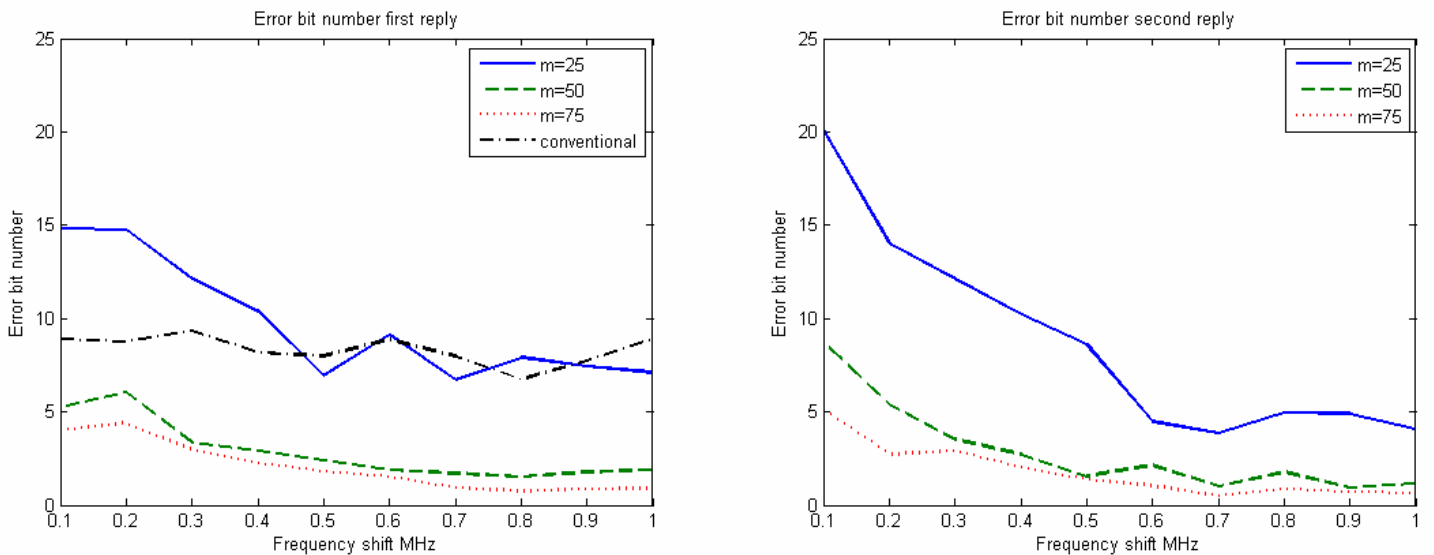 Error bit number first reply
25
20
15
10
5
0
Error bit number
m=25
m=50
m=75
conventional
0.1 0.2 0.3 0.4 0.5 0.6 0.7 0.8 0.9 1
Frequency shift MHz
Error bit number second reply
25
20
15
10
5
0
Error bit number
m=25
m=50
m=75
0.1 0.2 0.3 0.4 0.5 0.6 0.7 0.8 0.9 1
Frequency shift MHz